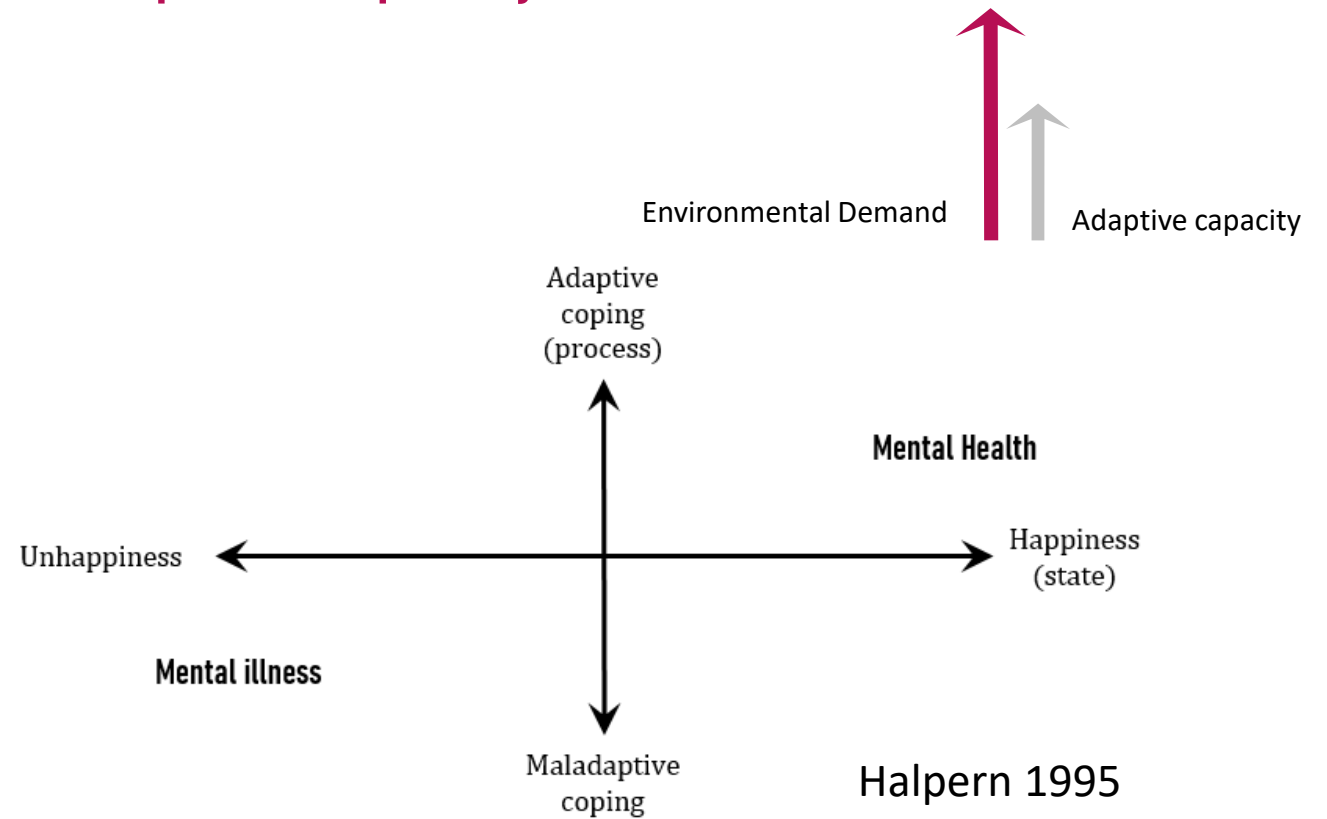 Environmental Demand
Adaptive capacity
Adaptive
coping
(process)
Mental Health
Unhappiness
Happiness
(state)
Mental illness
Maladaptive
coping
Halpern 1995